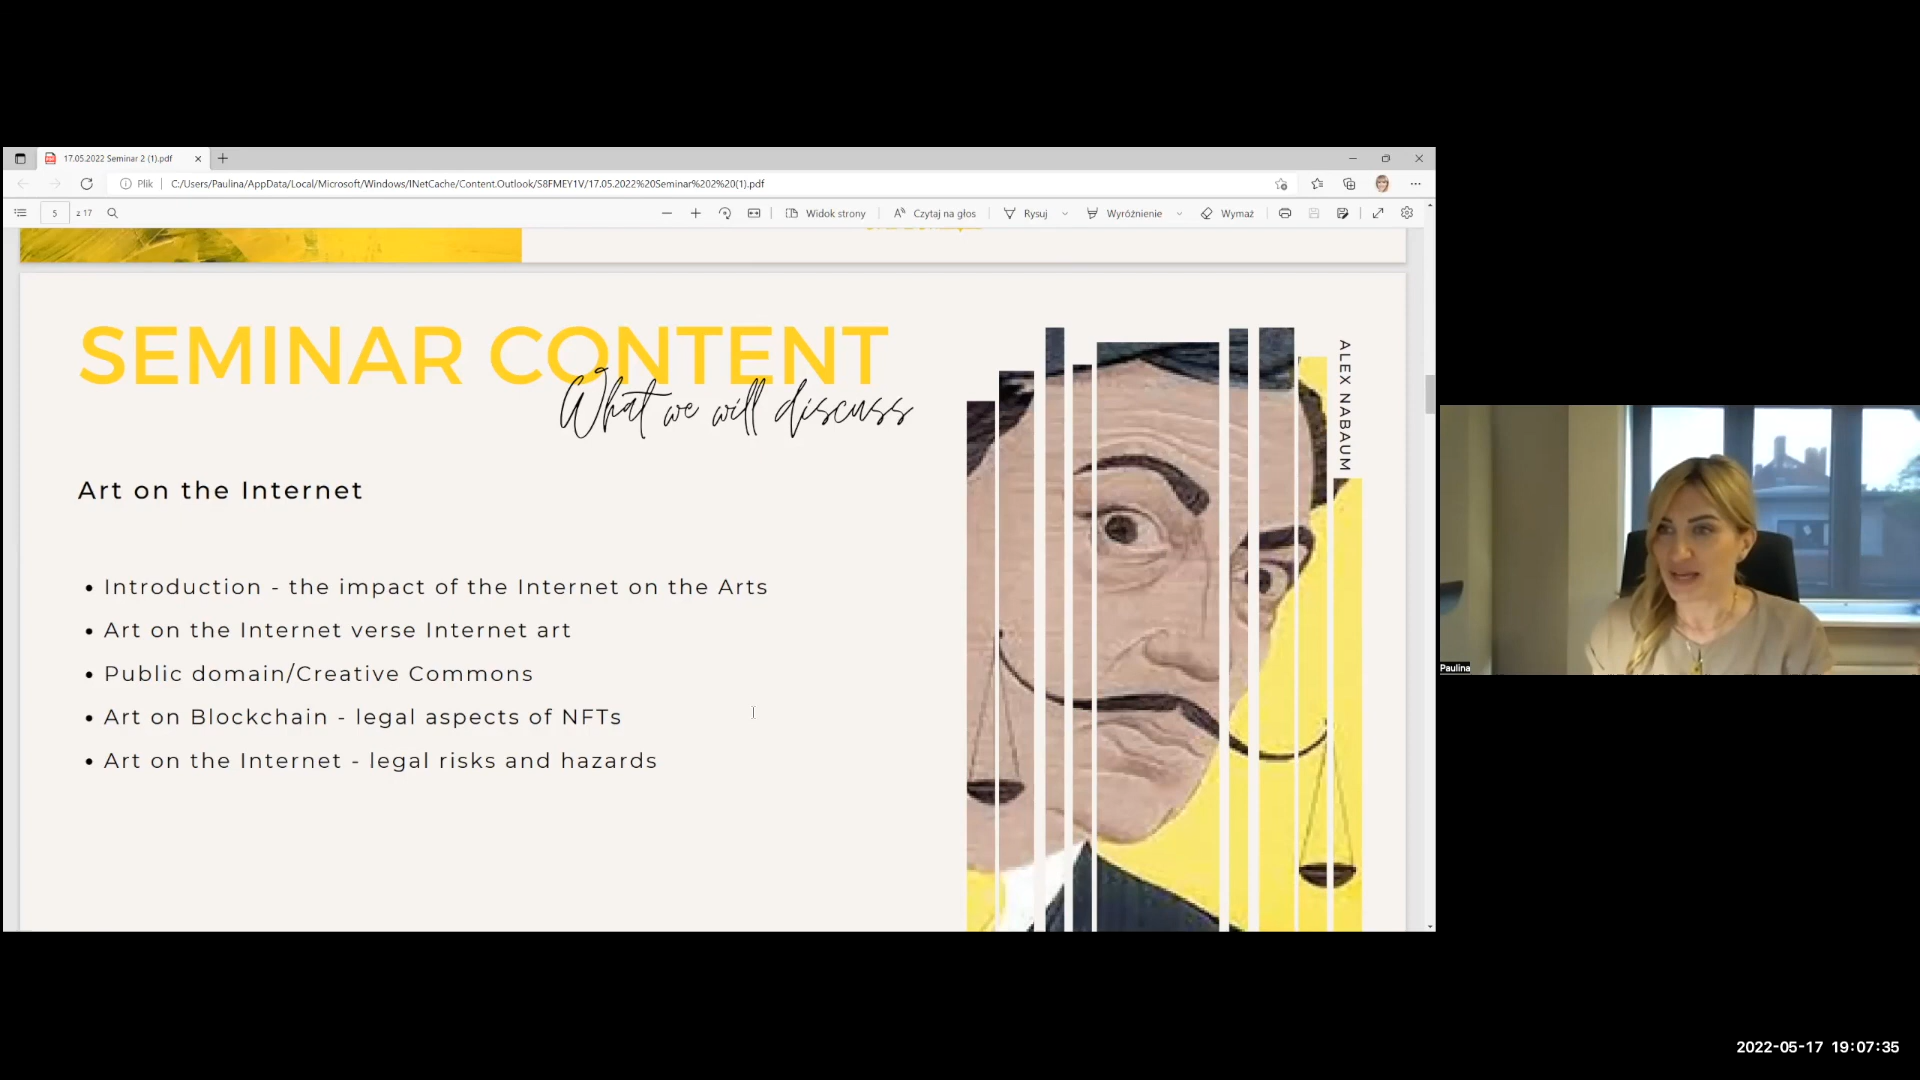 17.05.2022 Seminar 2 (1).pdf
Plik
C:/Users/Paulina/AppData/Local/Microsoft/Windows/INetCache/Content.Outlook/S8FMEY1V/17.05.2022%20Seminar%202%20(1).pdf
5 z 17
Widok strony
Czytaj na głos
Rysuj
Wyróżnienie
Wymaż
SEMINAR CONTENT
What we will discuss
ALEX NABAUM
Art on the Internet
• Introduction - the impact of the Internet on the Arts
• Art on the Internet verse Internet art
• Public domain/Creative Commons
• Art on Blockchain - legal aspects of NFTs
• Art on the Internet - legal risks and hazards
Paulina
2022-05-17 19:07:35